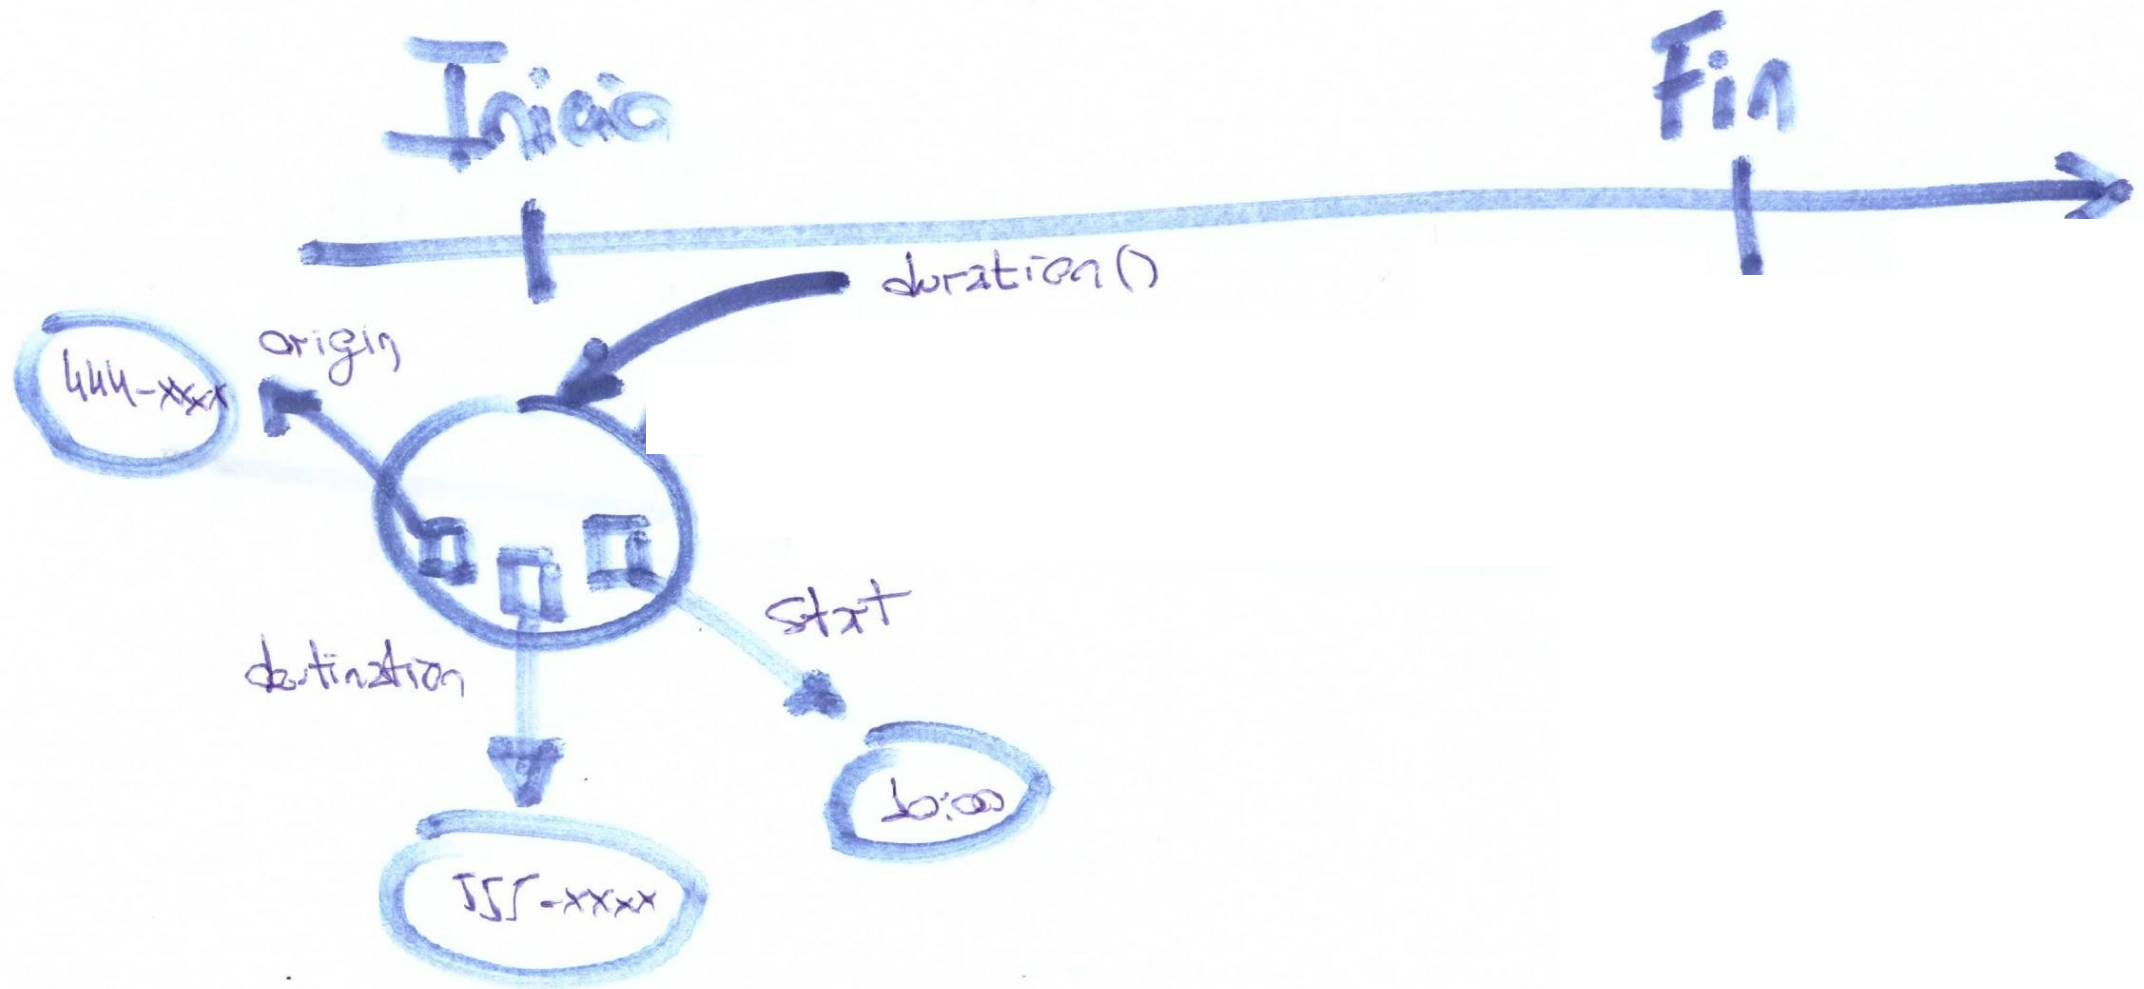 Inicio
Fin
duration()
origin
444-xxxx
start
destination
10:00
555-xxxx